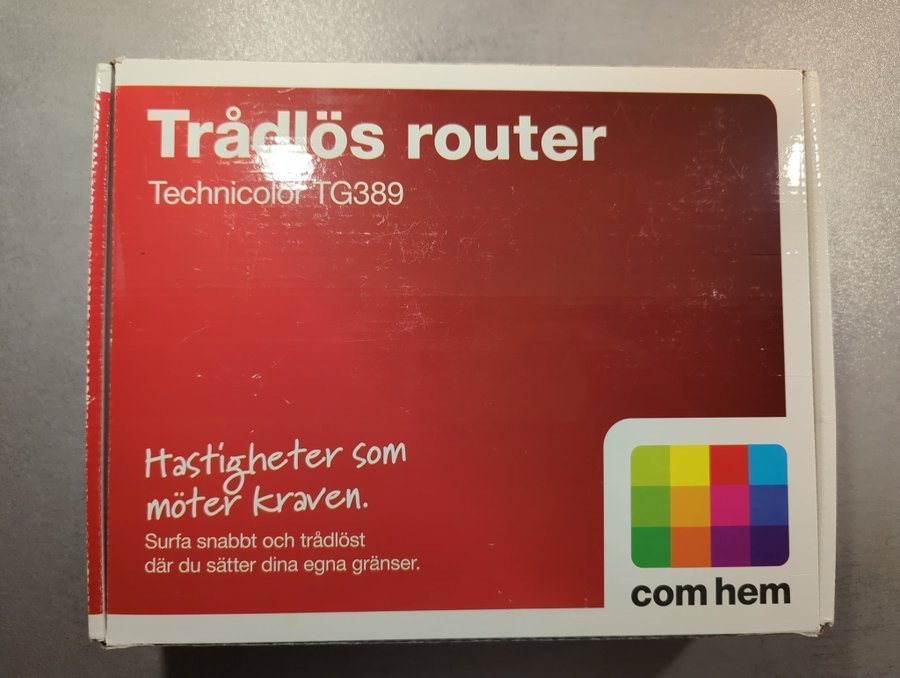 Trådlös router
Technicolor TG389
Hastigheter som
möter kraven.
Surfa snabbt och trådlöst
där du sätter dina egna gränser.
com hem